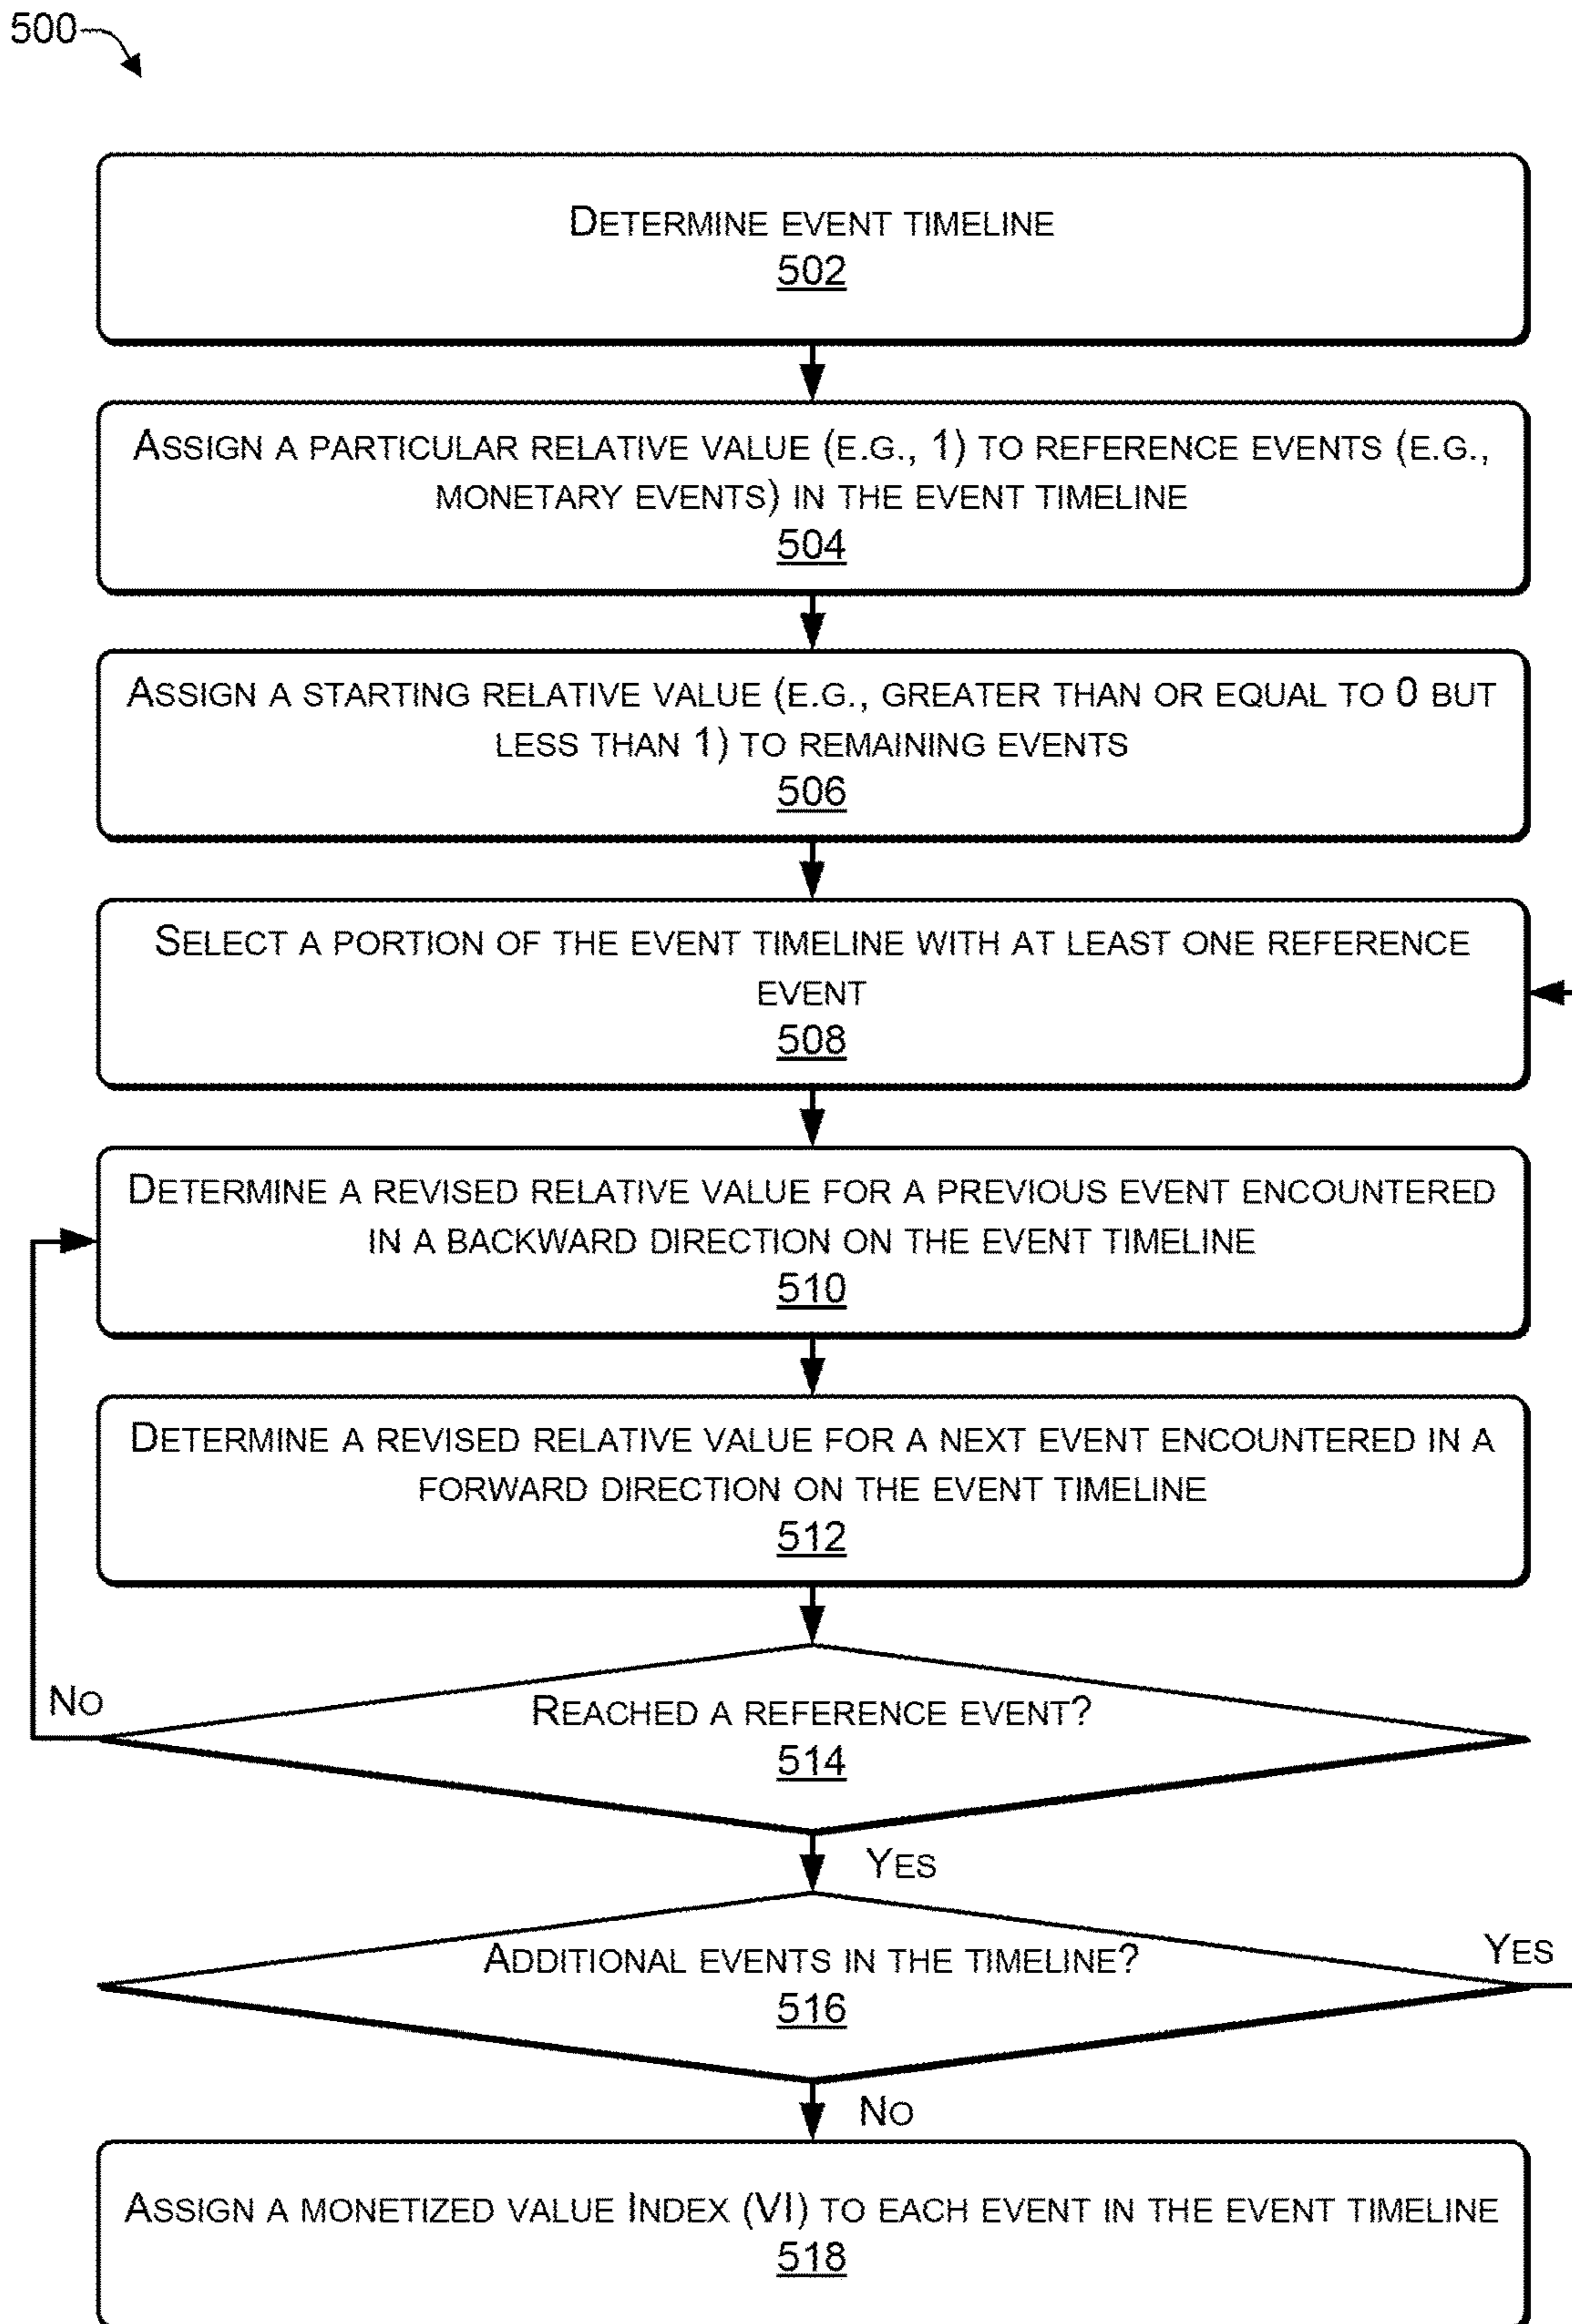 500
DETERMINE EVENT TIMELINE
502
ASSIGN A PARTICULAR RELATIVE VALUE (E.G., 1) TO REFERENCE EVENTS (E.G.,
MONETARY EVENTS) IN THE EVENT TIMELINE
504
ASSIGN A STARTING RELATIVE VALUE (E.G., GREATER THAN OR EQUAL TO 0 BUT
LESS THAN 1) TO REMAINING EVENTS
506
SELECT A PORTION OF THE EVENT TIMELINE WITH AT LEAST ONE REFERENCE
EVENT
508
DETERMINE A REVISED RELATIVE VALUE FOR A PREVIOUS EVENT ENCOUNTERED
IN A BACKWARD DIRECTION ON THE EVENT TIMELINE
510
DETERMINE A REVISED RELATIVE VALUE FOR A NEXT EVENT ENCOUNTERED IN A
FORWARD DIRECTION ON THE EVENT TIMELINE
512
NO
REACHED A REFERENCE EVENT?
514
YES
ADDITIONAL EVENTS IN THE TIMELINE?
YES
516
NO
ASSIGN A MONETIZED VALUE INDEX (VI) TO EACH EVENT IN THE EVENT TIMELINE
518